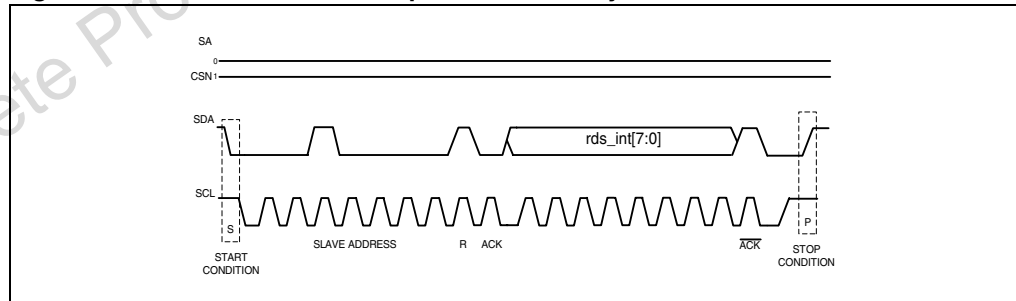 SA
0
CSN 1
SDA
rds_int[7:0]
SCL
S
P
SLAVE ADDRESS R ACK ACK
START
CONDITION
STOP
CONDITION